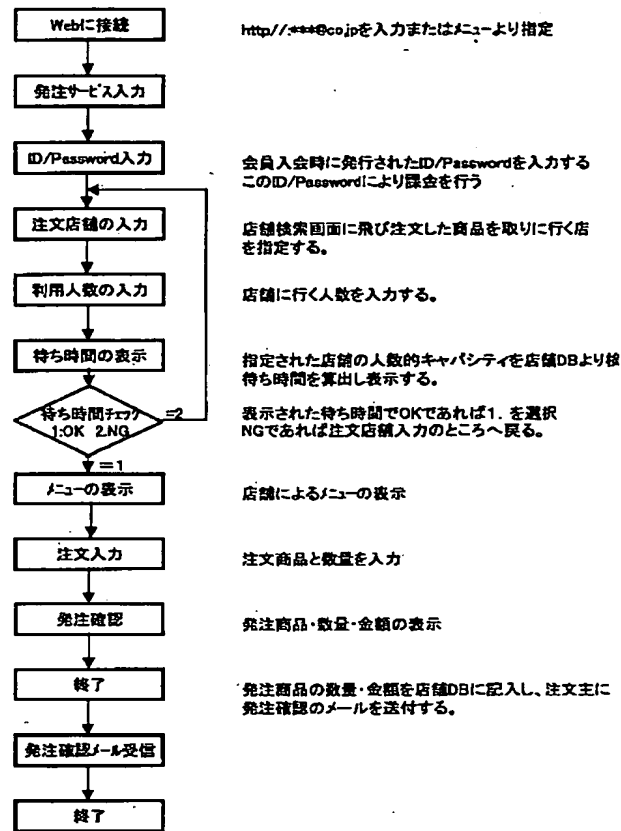 Webに接続
http//:***@co.jpを入力またはメニューより指定
発注サービス入力
ID/Password入力
会員入会時に発行されたID/Passwordを入力する
このID/Passwordにより課金を行う
注文店舗の入力
店舗検索画面に飛び注文した商品を取りに行く店
を指定する。
利用人数の入力
店舗に行く人数を入力する。
待ち時間の表示
指定された店舗の人数的キャパシティを店舗DBより検
待ち時間を算出し表示する。
待ち時間チェック
1:OK 2.NG
=2
表示された待ち時間でOKであれば1. を選択
NGであれば注文店舗入力のところへ戻る。
=1
メニューの表示
店舗によるメニューの表示
注文入力
注文商品と数量を入力
発注確認
発注商品・数量・金額の表示
終了
発注商品の数量・金額を店舗DBに記入し、注文主に
発注確認のメールを送付する。
発注確認メール受信
終了